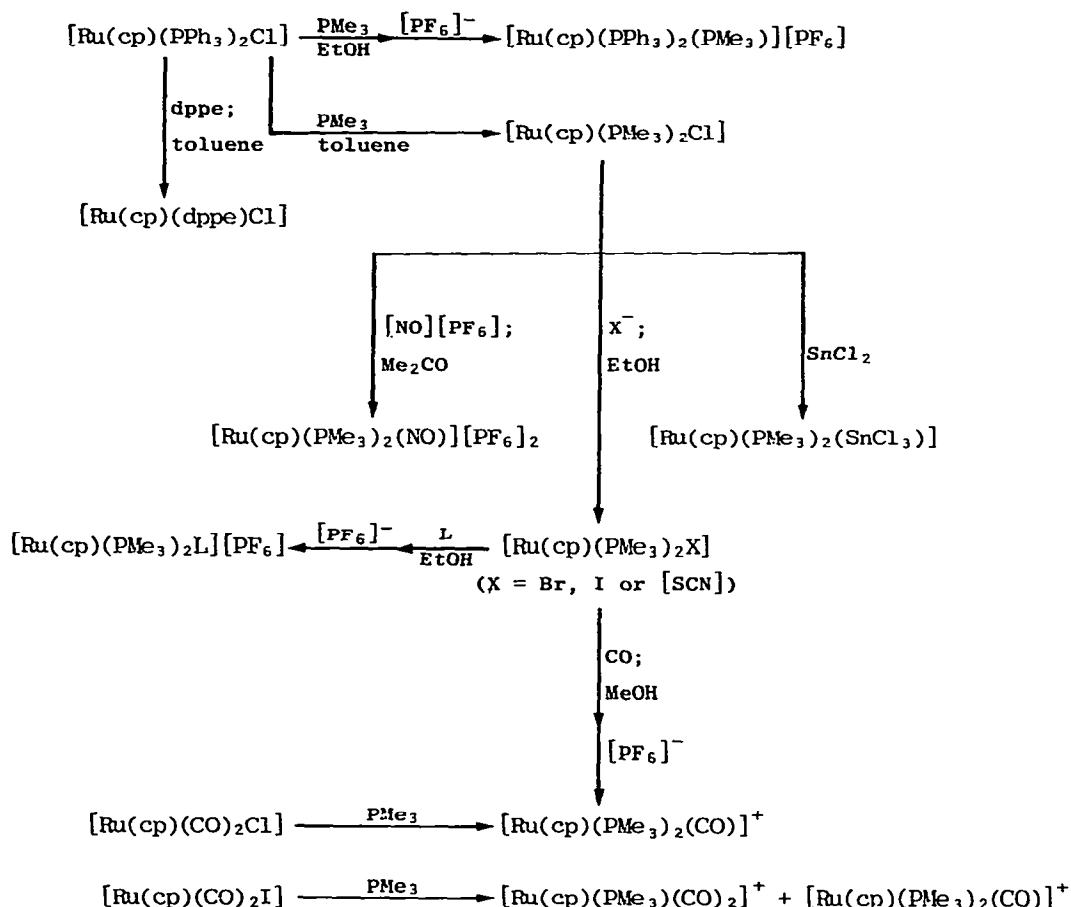 [Ru(cp)(PPh₃)₂Cl] PMe₃ EtOH [PF₆]⁻ [Ru(cp)(PPh₃)₂(PMe₃)][PF₆]
dppe;
toluene
PMe₃
toluene
[Ru(cp)(PMe₃)₂Cl]
[Ru(cp)(dppe)Cl]
[NO][PF₆];
Me₂CO
X⁻;
EtOH
SnCl₂
[Ru(cp)(PMe₃)₂(NO)][PF₆]₂
[Ru(cp)(PMe₃)₂(SnCl₃)]
[Ru(cp)(PMe₃)₂L][PF₆] [PF₆]⁻ L EtOH [Ru(cp)(PMe₃)₂X]
(X = Br, I or [SCN])
CO;
MeOH
[PF₆]⁻
[Ru(cp)(CO)₂Cl] PMe₃ [Ru(cp)(PMe₃)₂(CO)]⁺
[Ru(cp)(CO)₂I] PMe₃ [Ru(cp)(PMe₃)(CO)₂]⁺ + [Ru(cp)(PMe₃)₂(CO)]⁺